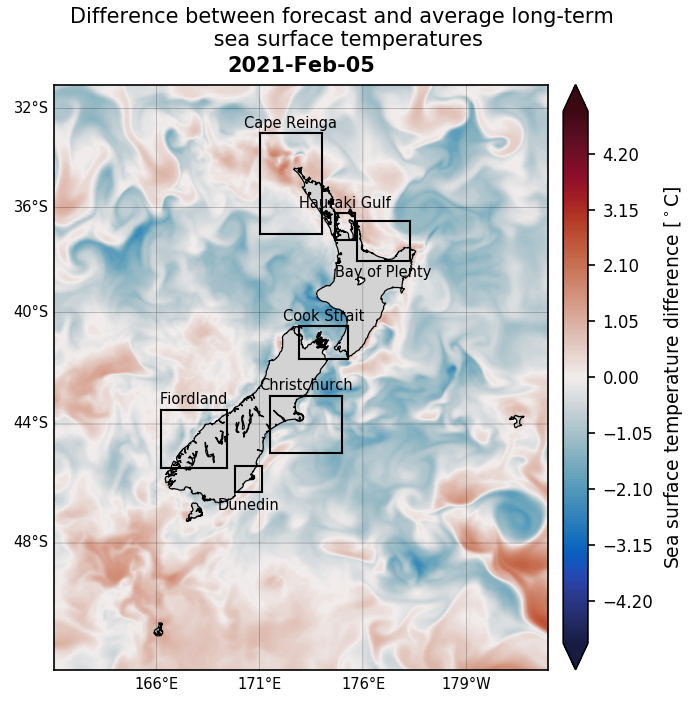 Difference between forecast and average long-term
sea surface temperatures
2021-Feb-05
32°S
36°S
40°S
44°S
48°S
166°E
171°E
176°E
179°W
Cape Reinga
Hauraki Gulf
Bay of Plenty
Cook Strait
Christchurch
Fiordland
Dunedin
4.20
3.15
2.10
1.05
0.00
−1.05
−2.10
−3.15
−4.20
Sea surface temperature difference [°C]